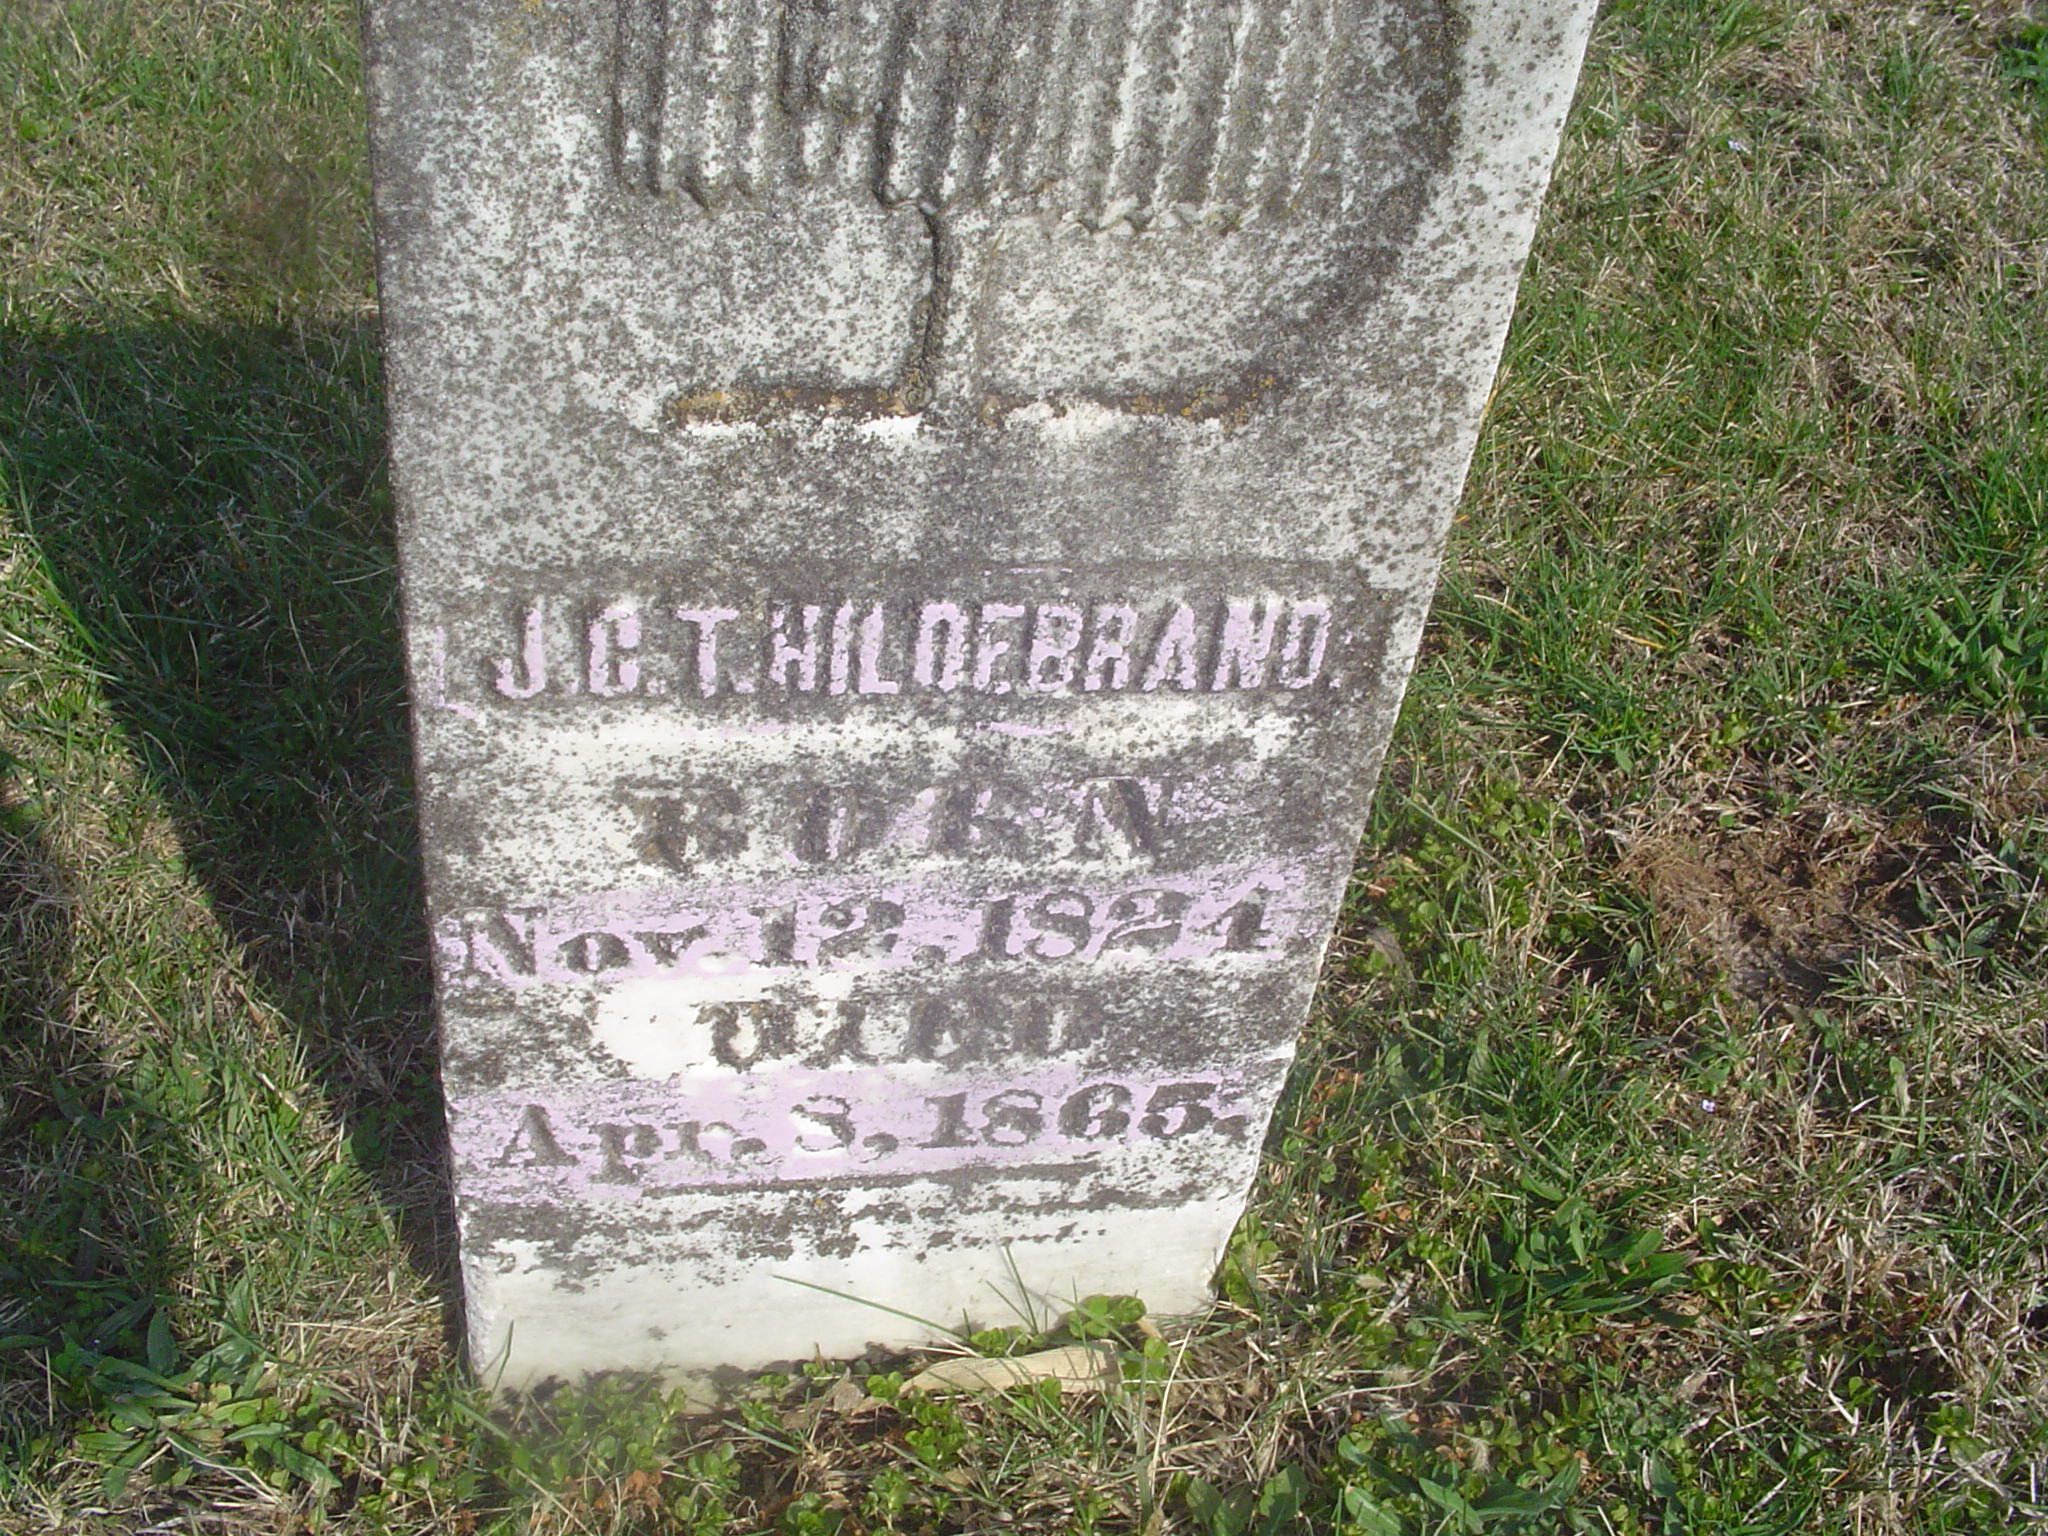 J. C. T. HILDEBRAND.
BORN
Nov. 12, 1824
DIED
Apr. 3, 1865.